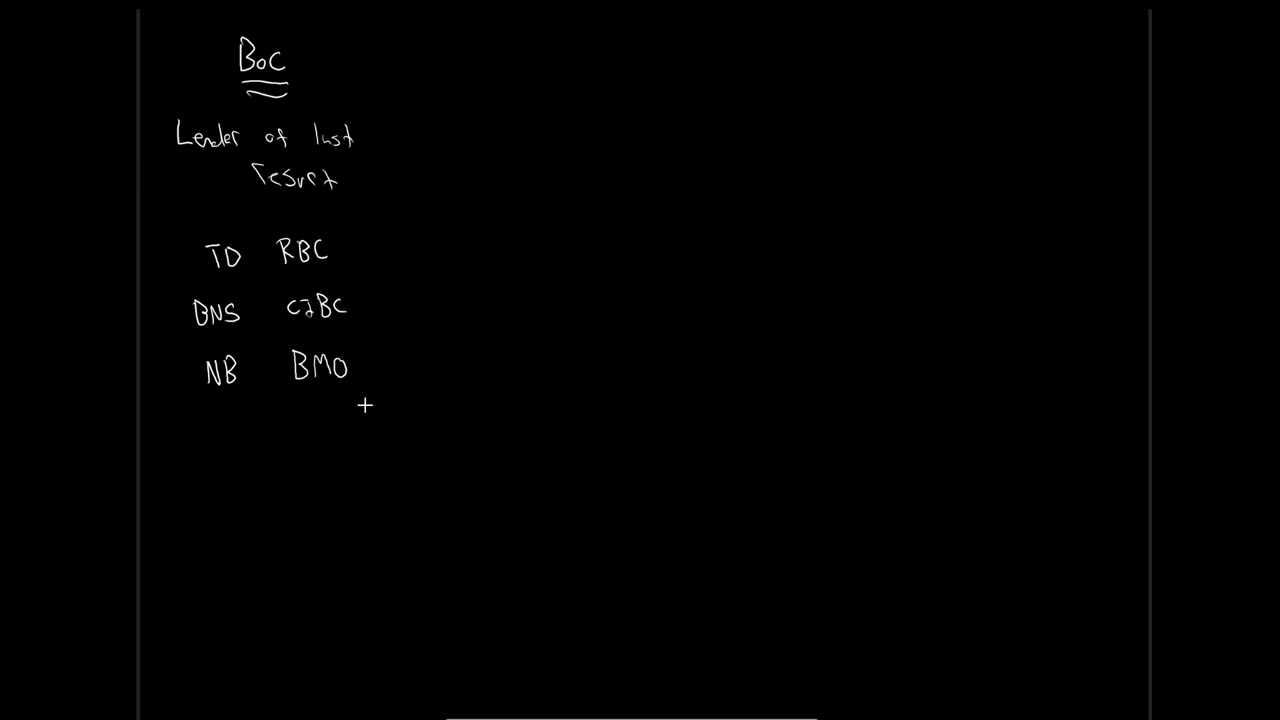 BoC
Lender of last
resort
TD RBC
BNS CIBC
NB BMO